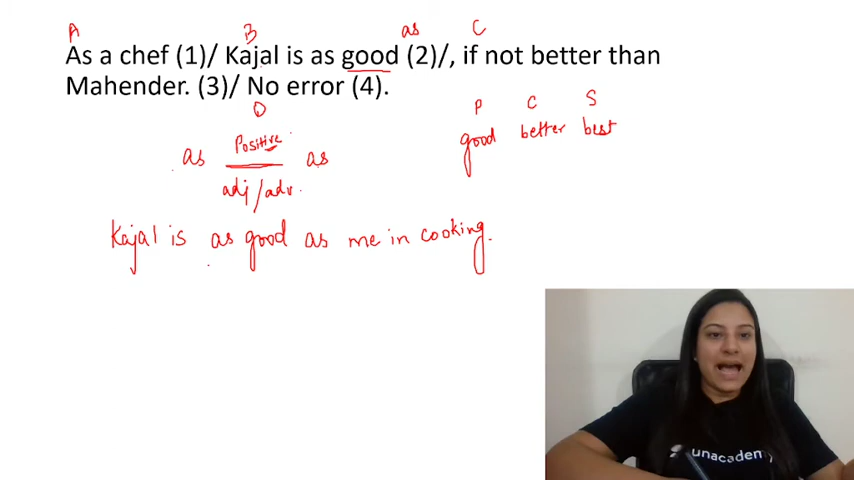 A B as C
As a chef (1)/ Kajal is as good (2)/, if not better than
Mahender. (3)/ No error (4).
D
P C S
good better best
as Positive as
adj/adv.
Kajal is as good as me in cooking.
unacademy